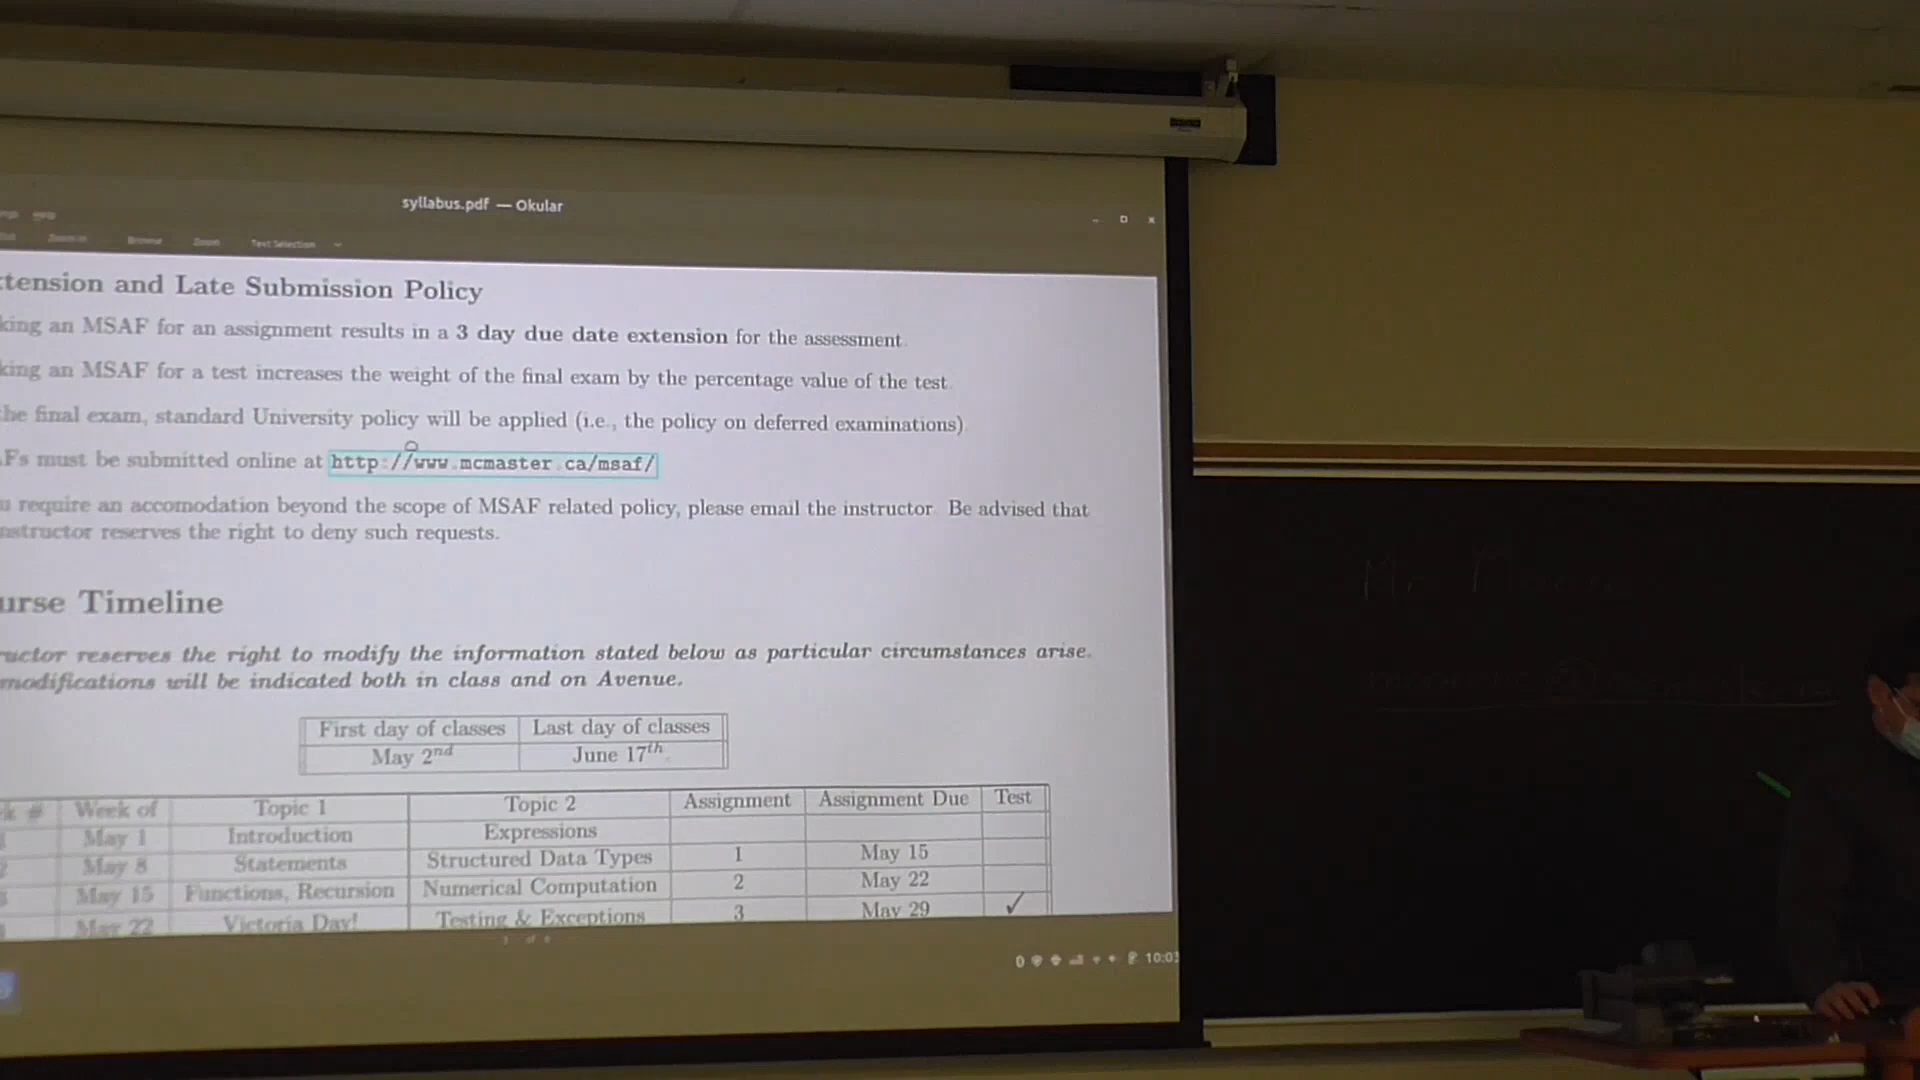 syllabus.pdf — Okular
Zoom Text Selection
tension and Late Submission Policy
king an MSAF for an assignment results in a 3 day due date extension for the assessment.
king an MSAF for a test increases the weight of the final exam by the percentage value of the test.
he final exam, standard University policy will be applied (i.e., the policy on deferred examinations)
Fs must be submitted online at http://www.mcmaster.ca/msaf/
u require an accomodation beyond the scope of MSAF related policy, please email the instructor. Be advised that
nstructor reserves the right to deny such requests.
urse Timeline
uctor reserves the right to modify the information stated below as particular circumstances arise.
modifications will be indicated both in class and on Avenue.
First day of classes Last day of classes
May 2nd June 17th
k # Week of Topic 1 Topic 2 Assignment Assignment Due Test
May 1 Introduction Expressions
May 8 Statements Structured Data Types 1 May 15
May 15 Functions, Recursion Numerical Computation 2 May 22
May 22 Victoria Day! Testing & Exceptions 3 May 29 ✓
10:03
Mr